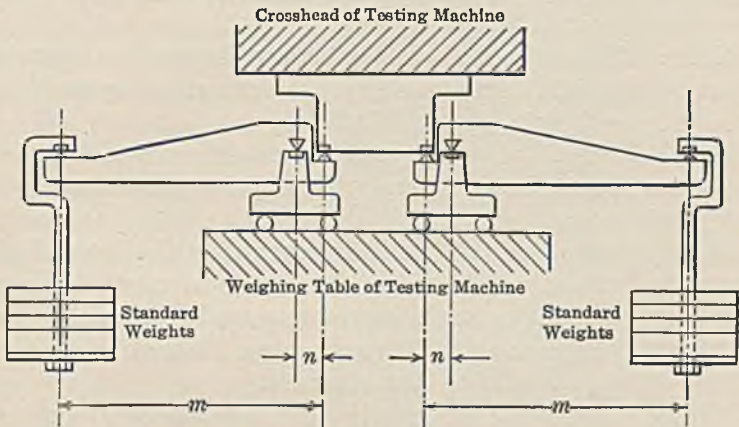 Crosshead of Testing Machine
Weighing Table of Testing Machine
Standard
Weights
Standard
Weights
n
n
m
m